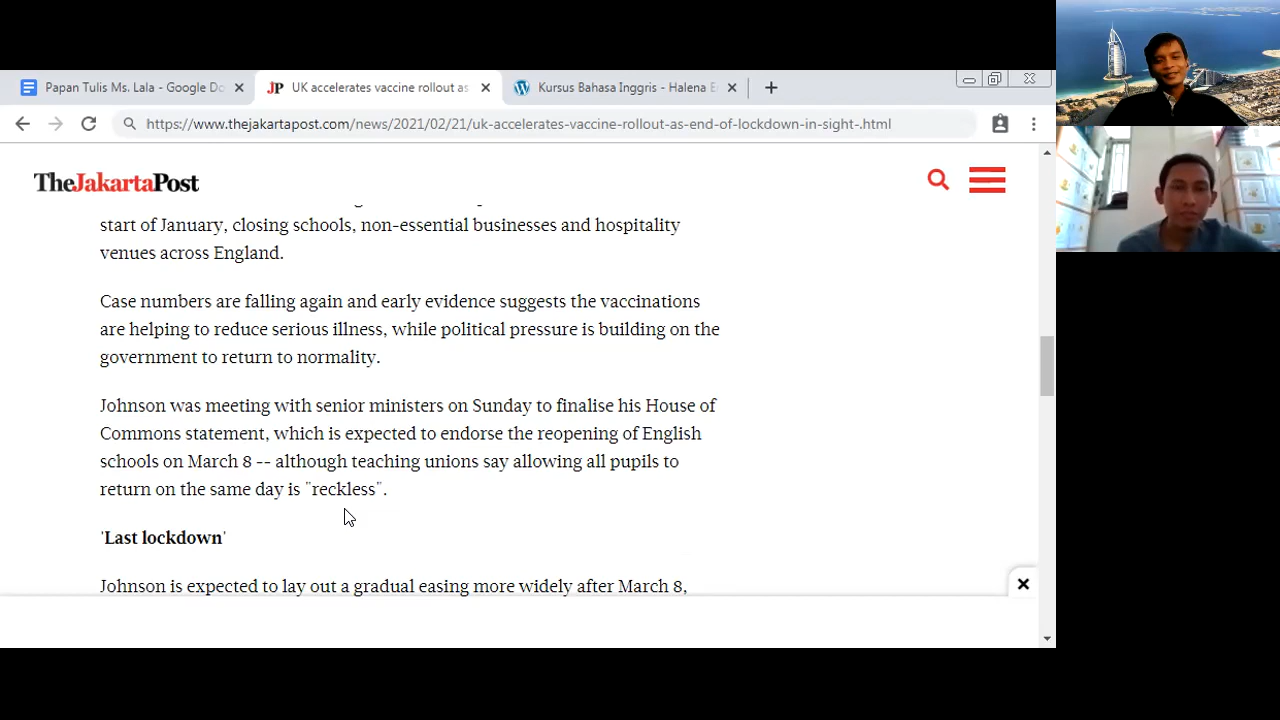 Papan Tulis Ms. Lala - Google Do
UK accelerates vaccine rollout as
Kursus Bahasa Inggris - Halena E
https://www.thejakartapost.com/news/2021/02/21/uk-accelerates-vaccine-rollout-as-end-of-lockdown-in-sight-.html
TheJakartaPost
start of January, closing schools, non-essential businesses and hospitality
venues across England.
Case numbers are falling again and early evidence suggests the vaccinations
are helping to reduce serious illness, while political pressure is building on the
government to return to normality.
Johnson was meeting with senior ministers on Sunday to finalise his House of
Commons statement, which is expected to endorse the reopening of English
schools on March 8 -- although teaching unions say allowing all pupils to
return on the same day is "reckless".
'Last lockdown'
Johnson is expected to lay out a gradual easing more widely after March 8,